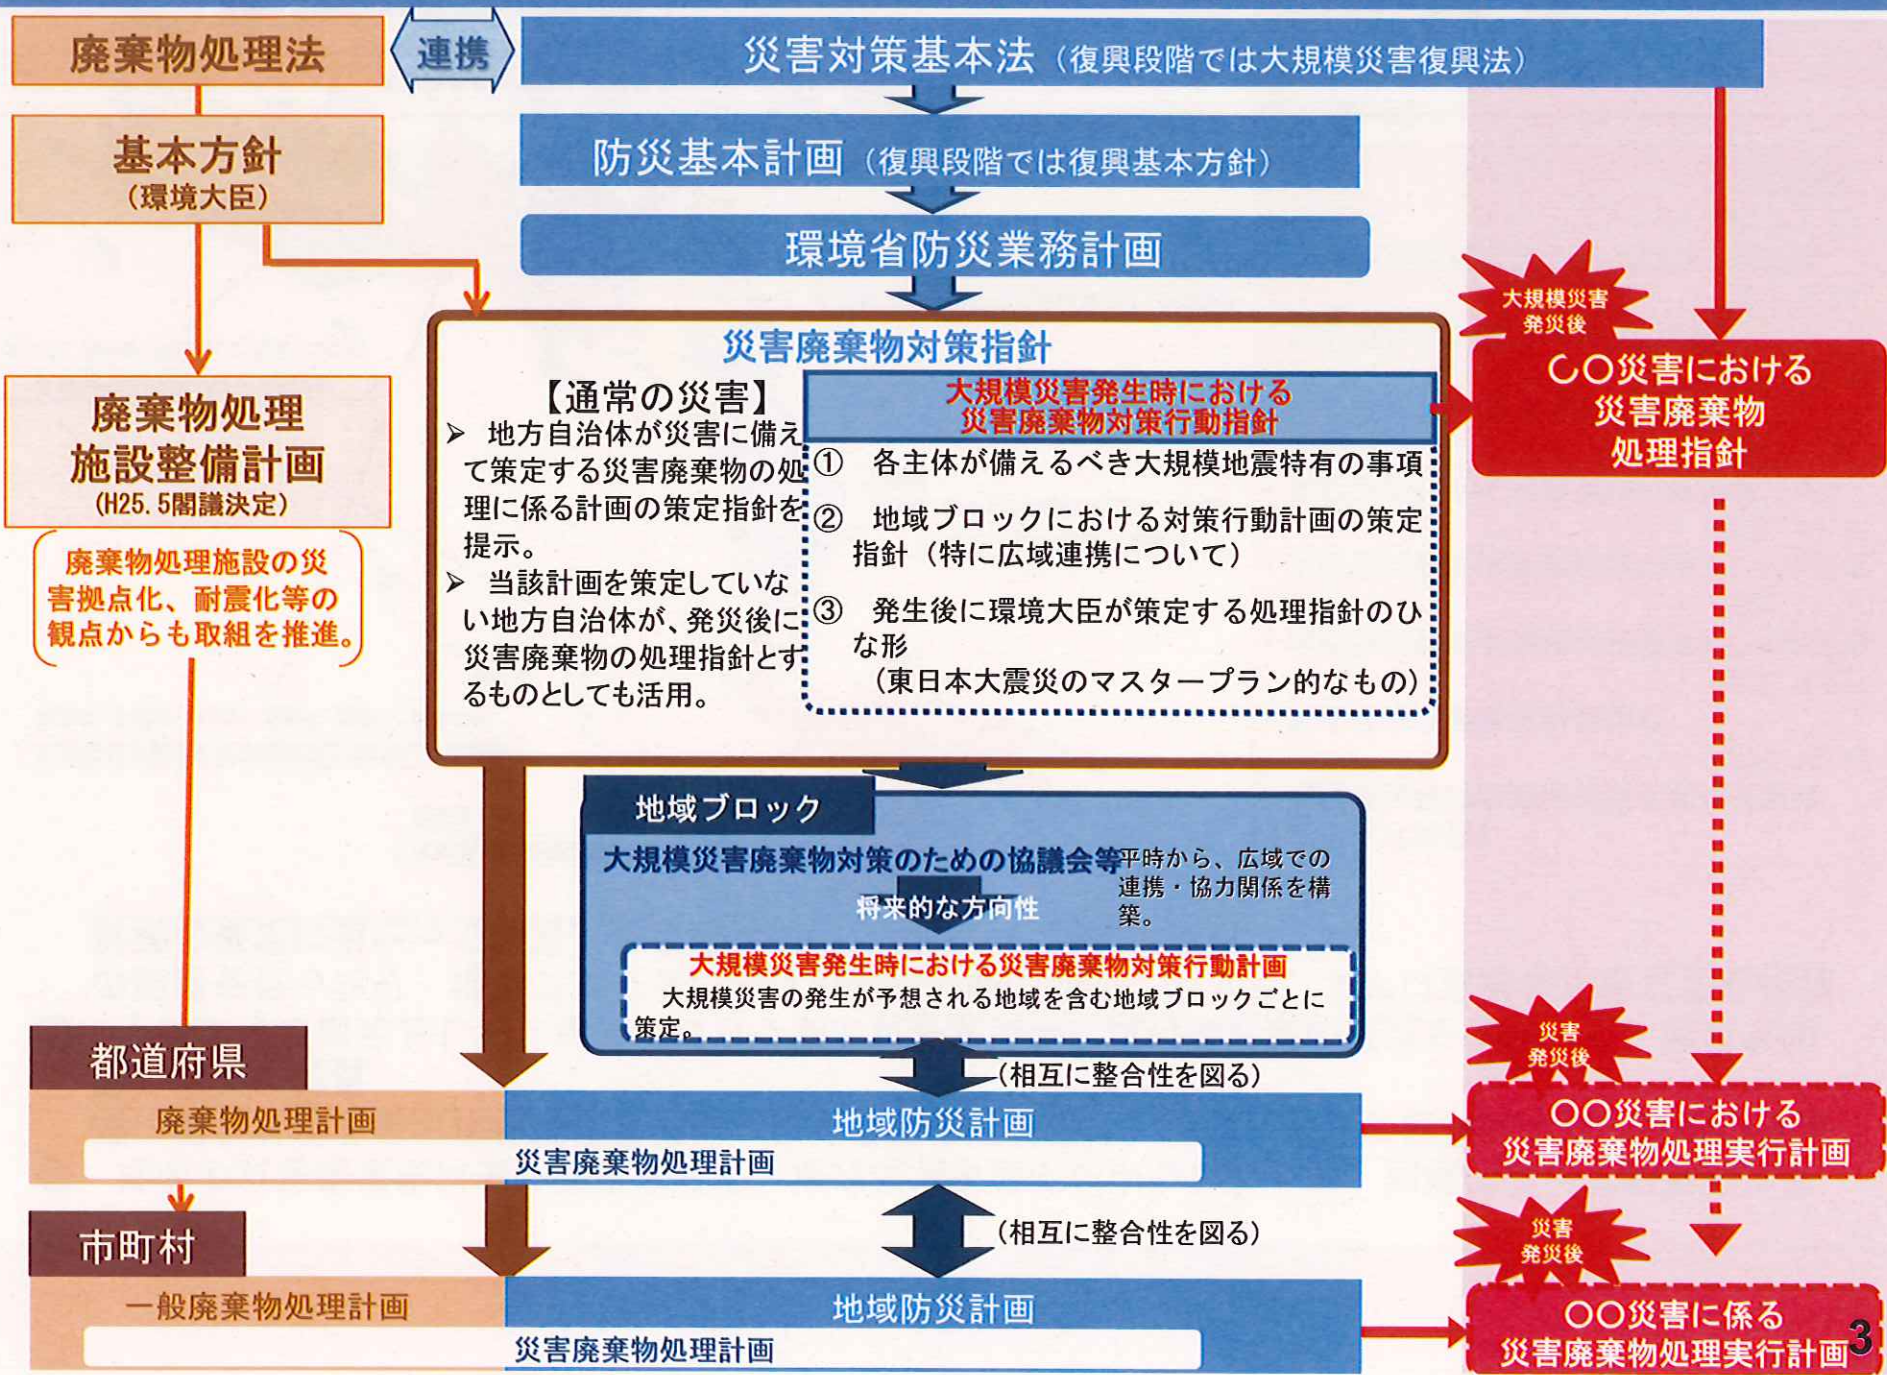 廃棄物処理法
連携
災害対策基本法（復興段階では大規模災害復興法）
基本方針
（環境大臣）
防災基本計画（復興段階では復興基本方針）
環境省防災業務計画
災害廃棄物対策指針
【通常の災害】
➢ 地方自治体が災害に備え
て策定する災害廃棄物の処
理に係る計画の策定指針を
提示。
➢ 当該計画を策定していな
い地方自治体が、発災後に
災害廃棄物の処理指針とす
るものとしても活用。
大規模災害発生時における
災害廃棄物対策行動指針
① 各主体が備えるべき大規模地震特有の事項
② 地域ブロックにおける対策行動計画の策定
指針（特に広域連携について）
③ 発生後に環境大臣が策定する処理指針のひ
な形
（東日本大震災のマスタープラン的なもの）
大規模災害
発災後
〇〇災害における
災害廃棄物
処理指針
廃棄物処理
施設整備計画
(H25.5閣議決定)
廃棄物処理施設の災
害拠点化、耐震化等の
観点からも取組を推進。
地域ブロック
大規模災害廃棄物対策のための協議会等
平時から、広域での
連携・協力関係を構
築。
将来的な方向性
大規模災害発生時における災害廃棄物対策行動計画
大規模災害の発生が予想される地域を含む地域ブロックごとに
策定。
都道府県
(相互に整合性を図る)
廃棄物処理計画
地域防災計画
災害廃棄物処理計画
災害
発災後
〇〇災害における
災害廃棄物処理実行計画
市町村
(相互に整合性を図る)
一般廃棄物処理計画
地域防災計画
災害廃棄物処理計画
災害
発災後
〇〇災害に係る
災害廃棄物処理実行計画
3